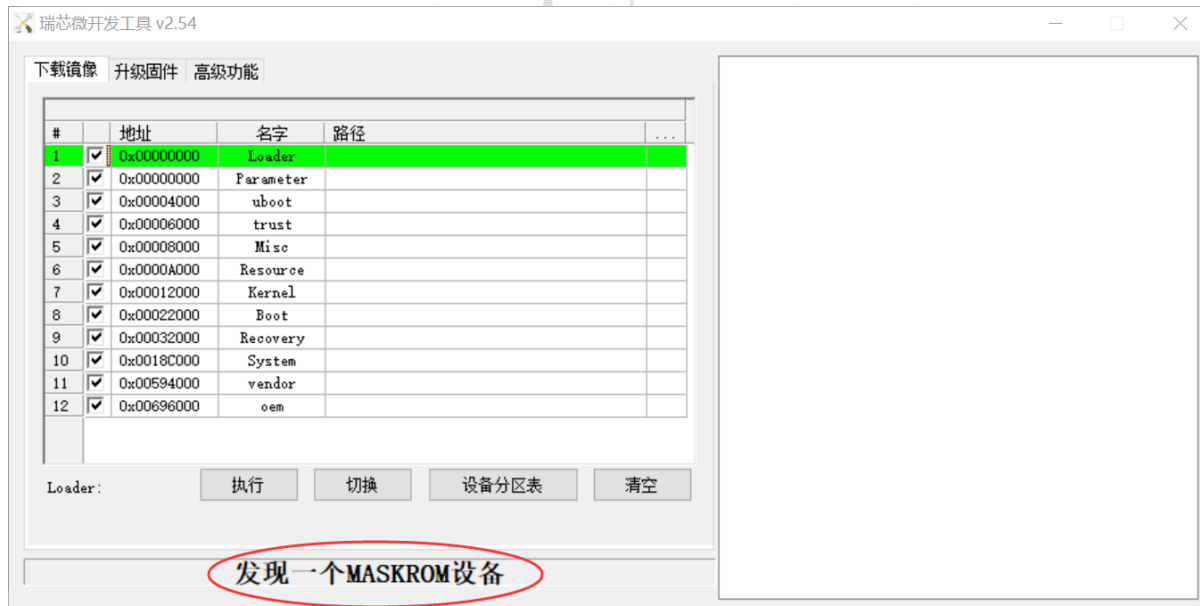 瑞芯微开发工具 v2.54
下载镜像 升级固件 高级功能
# 地址 名字 路径 ...
1 0x00000000 Loader
2 0x00000000 Parameter
3 0x00004000 uboot
4 0x00006000 trust
5 0x00008000 Misc
6 0x0000A000 Resource
7 0x00012000 Kernel
8 0x00022000 Boot
9 0x00032000 Recovery
10 0x0018C000 System
11 0x00594000 vendor
12 0x00696000 oem
Loader: 执行 切换 设备分区表 清空
发现一个MASKROM设备